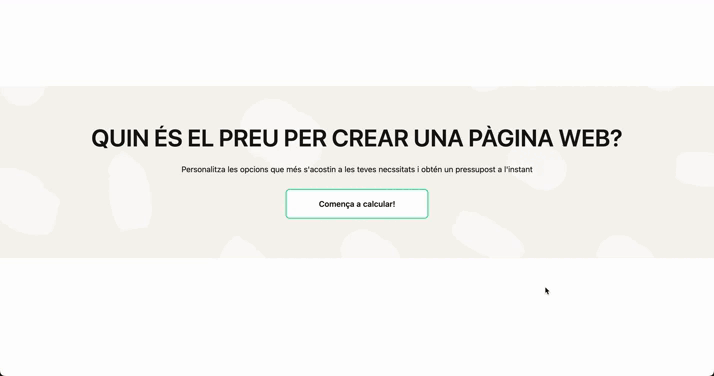 QUIN ÉS EL PREU PER CREAR UNA PÀGINA WEB?
Personalitza les opcions que més s'acostin a les teves necssitats i obtén un pressupost a l'instant
Comença a calcular!